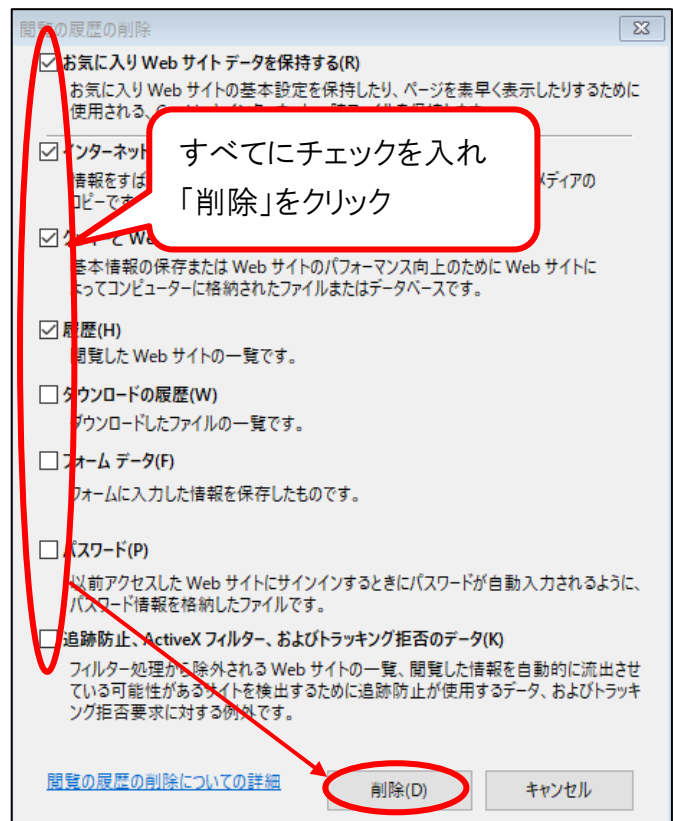 閲覧の履歴の削除
お気に入り Web サイト データを保持する(R)
お気に入り Web サイトの基本設定を保持したり、ページを素早く表示したりするために
使用される、
すべてにチェックを入れ
「削除」をクリック
インターネット
情報をすば メディアの
コピーです
クッキーと We
基本情報の保存または Web サイトのパフォーマンス向上のために Web サイトに
よってコンピューターに格納されたファイルまたはデータベースです。
履歴(H)
閲覧した Web サイトの一覧です。
ダウンロードの履歴(W)
ダウンロードしたファイルの一覧です。
フォーム データ(F)
フォームに入力した情報を保存したものです。
パスワード(P)
以前アクセスした Web サイトにサインインするときにパスワードが自動入力されるように、
パスワード情報を格納したファイルです。
追跡防止、ActiveX フィルター、およびトラッキング拒否のデータ(K)
フィルター処理から除外される Web サイトの一覧、閲覧した情報を自動的に流出させ
ている可能性があるサイトを検出するために追跡防止が使用するデータ、およびトラッキ
ング拒否要求に対する例外です。
閲覧の履歴の削除についての詳細
削除(D)
キャンセル